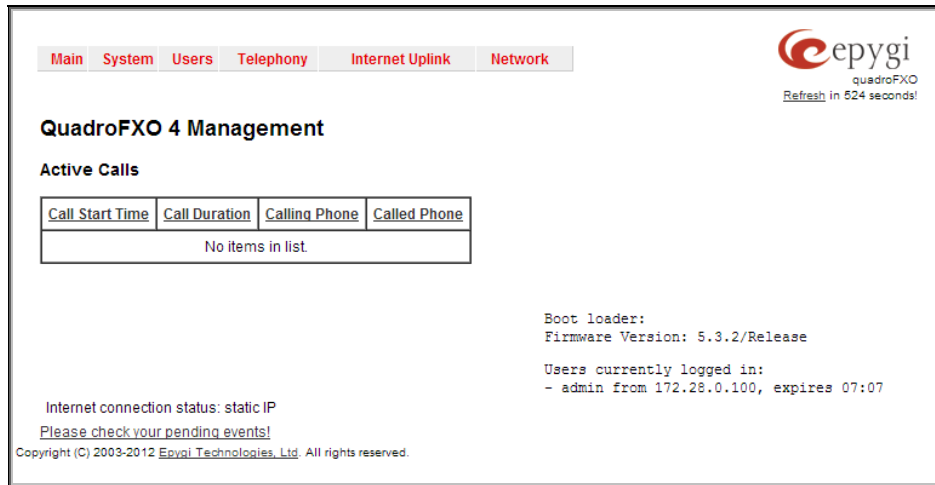 Main System Users Telephony Internet Uplink Network
epygi
quadroFXO
Refresh in 524 seconds!
QuadroFXO 4 Management
Active Calls
Call Start Time Call Duration Calling Phone Called Phone
No items in list.
Boot loader:
Firmware Version: 5.3.2/Release
Users currently logged in:
- admin from 172.28.0.100, expires 07:07
Internet connection status: static IP
Please check your pending events!
Copyright (C) 2003-2012 Epygi Technologies, Ltd. All rights reserved.